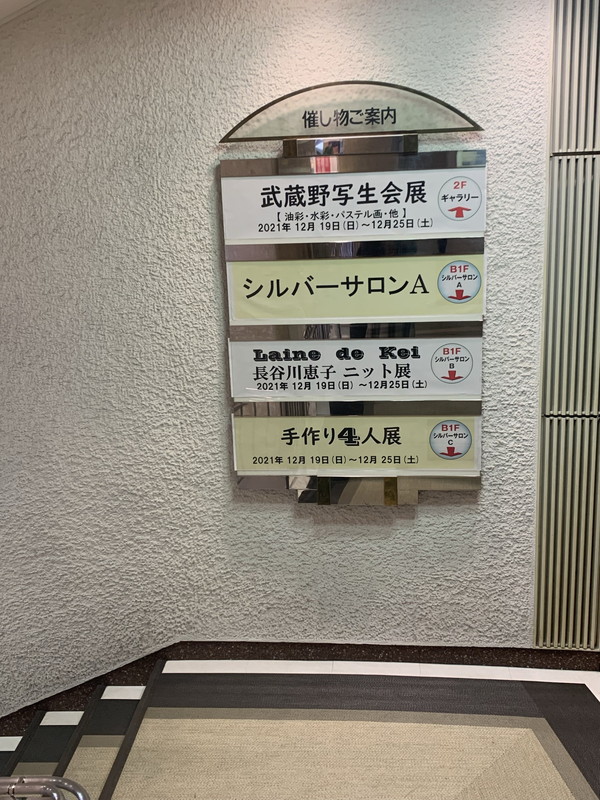 催し物ご案内
武蔵野写生会展
【 油彩・水彩・パステル画・他 】
2021年 12月 19日(日)～12月25日(土)
2F
ギャラリー
シルバーサロンA
B1F
シルバーサロン
A
Laine de Kei
長谷川恵子 ニット展
2021年 12月 19日(日)～12月25日(土)
B1F
シルバーサロン
B
手作り4人展
2021年 12月 19日(日)～12月 25日(土)
B1F
シルバーサロン
C